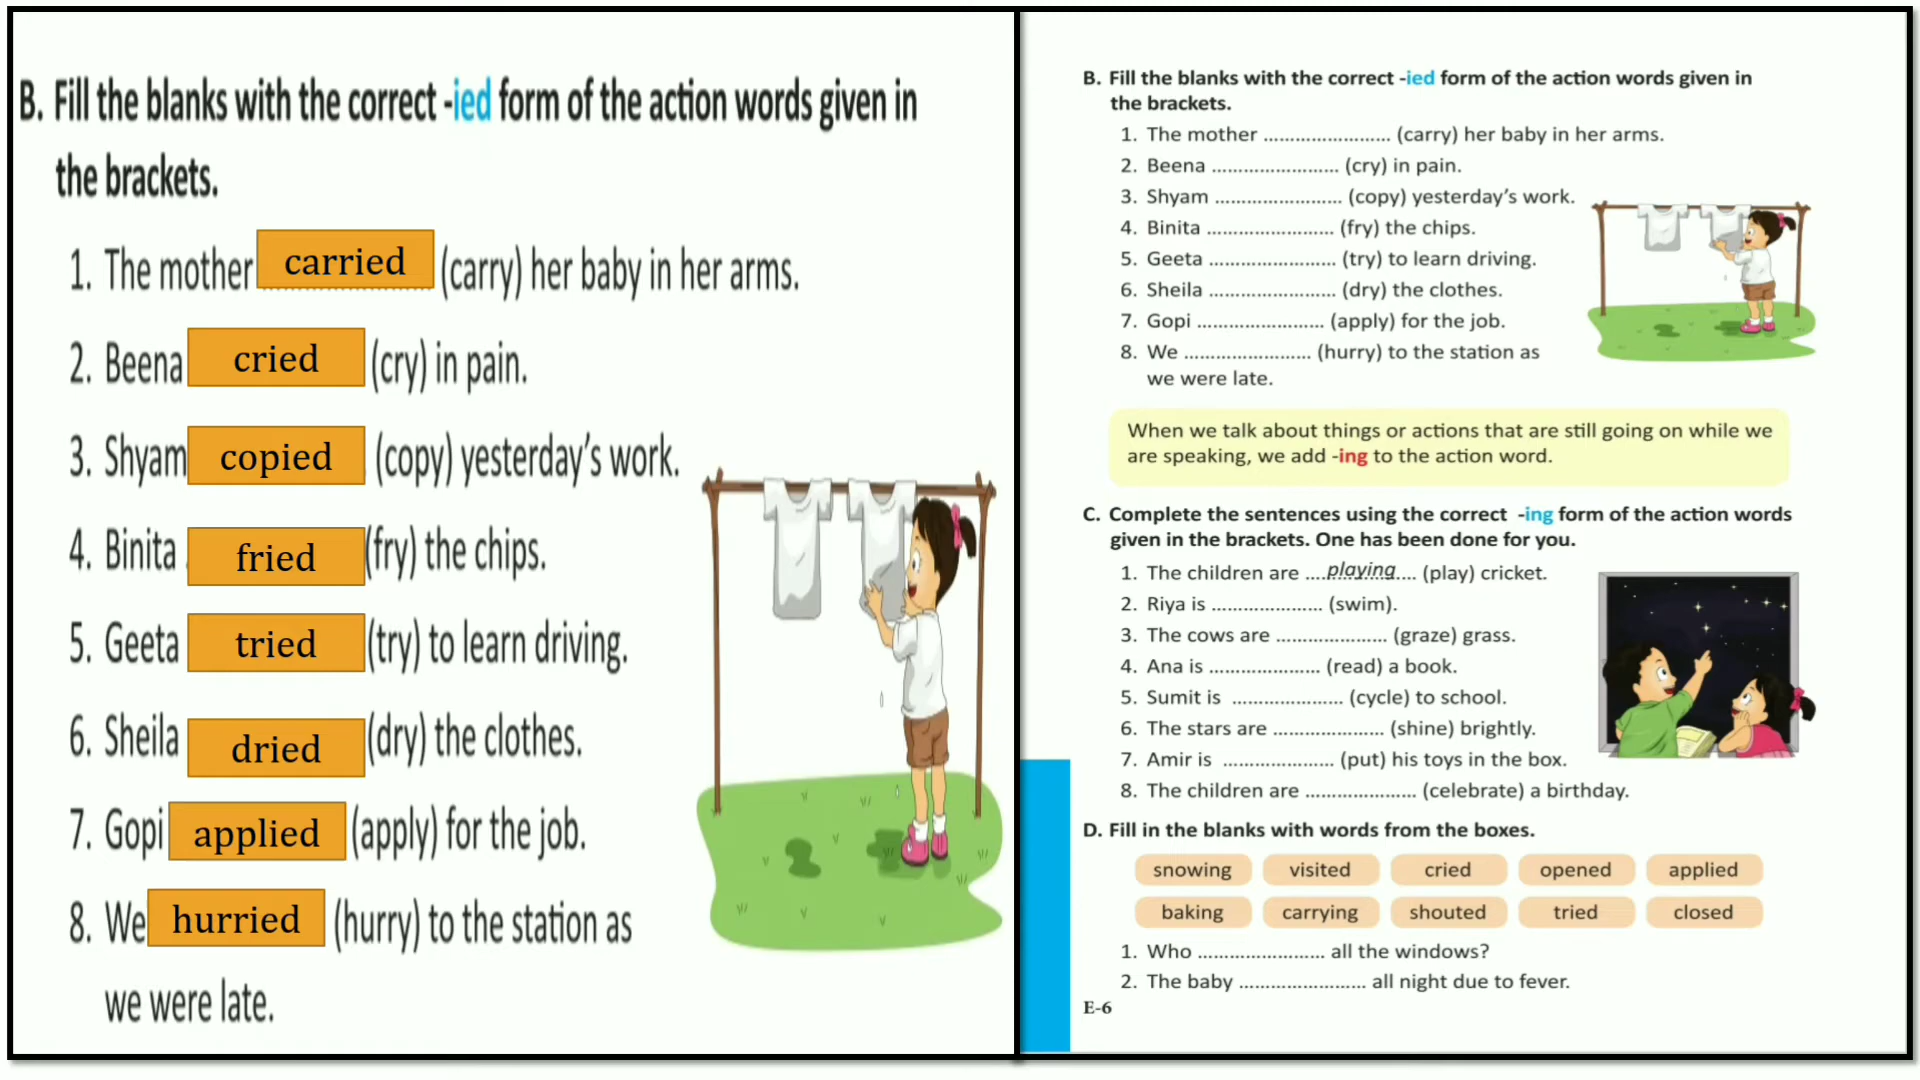 B. Fill the blanks with the correct -ied form of the action words given in
the brackets.
1. The mother carried (carry) her baby in her arms.
2. Beena cried (cry) in pain.
3. Shyam copied (copy) yesterday's work.
4. Binita fried (fry) the chips.
5. Geeta tried (try) to learn driving.
6. Sheila dried (dry) the clothes.
7. Gopi applied (apply) for the job.
8. We hurried (hurry) to the station as
we were late.
B. Fill the blanks with the correct -ied form of the action words given in
the brackets.
1. The mother ........................ (carry) her baby in her arms.
2. Beena ........................ (cry) in pain.
3. Shyam ........................ (copy) yesterday's work.
4. Binita ........................ (fry) the chips.
5. Geeta ........................ (try) to learn driving.
6. Sheila ........................ (dry) the clothes.
7. Gopi ........................ (apply) for the job.
8. We ........................ (hurry) to the station as
we were late.
When we talk about things or actions that are still going on while we
are speaking, we add -ing to the action word.
C. Complete the sentences using the correct -ing form of the action words
given in the brackets. One has been done for you.
1. The children are ....playing.... (play) cricket.
2. Riya is ..................... (swim).
3. The cows are ..................... (graze) grass.
4. Ana is ..................... (read) a book.
5. Sumit is ..................... (cycle) to school.
6. The stars are ..................... (shine) brightly.
7. Amir is ..................... (put) his toys in the box.
8. The children are ..................... (celebrate) a birthday.
D. Fill in the blanks with words from the boxes.
snowing visited cried opened applied
baking carrying shouted tried closed
1. Who ........................ all the windows?
2. The baby ........................ all night due to fever.
E-6